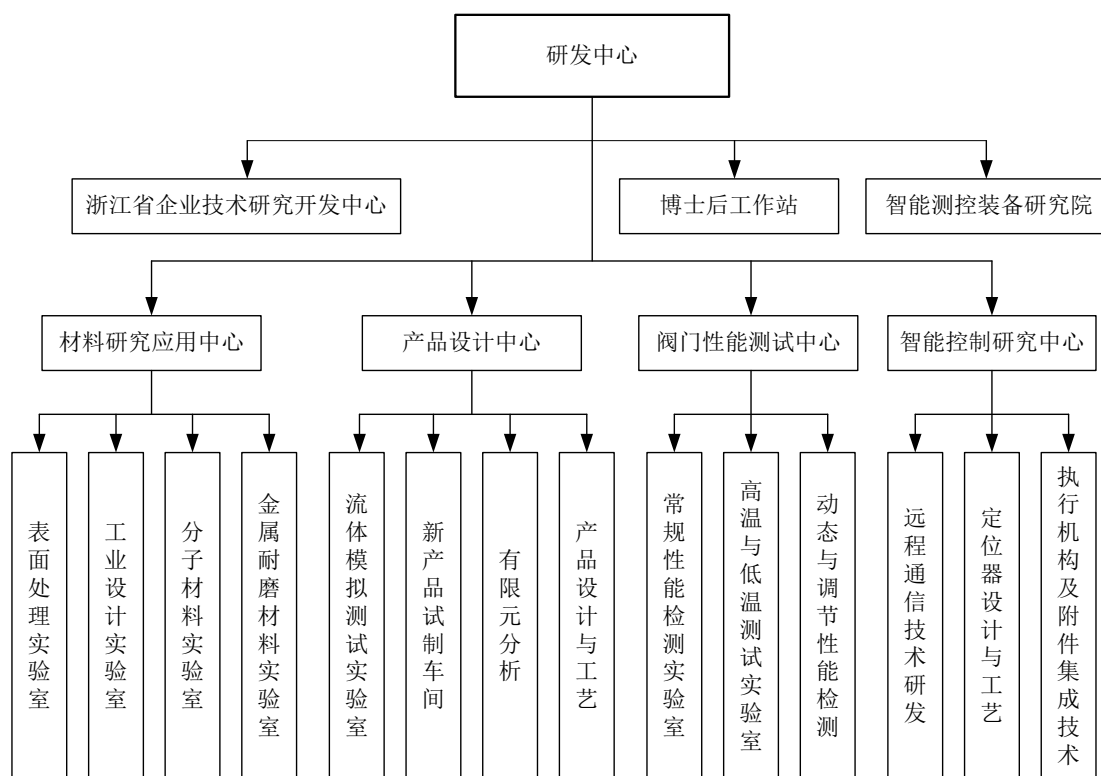 研发中心
浙江省企业技术研究开发中心
博士后工作站
智能测控装备研究院
材料研究应用中心
产品设计中心
阀门性能测试中心
智能控制研究中心
表面处理实验室
工业设计实验室
分子材料实验室
金属耐磨材料实验室
流体模拟测试实验室
新产品试制车间
有限元分析
产品设计与工艺
常规性能检测实验室
高温与低温测试实验室
动态与调节性能检测
远程通信技术研发
定位器设计与工艺
执行机构及附件集成技术